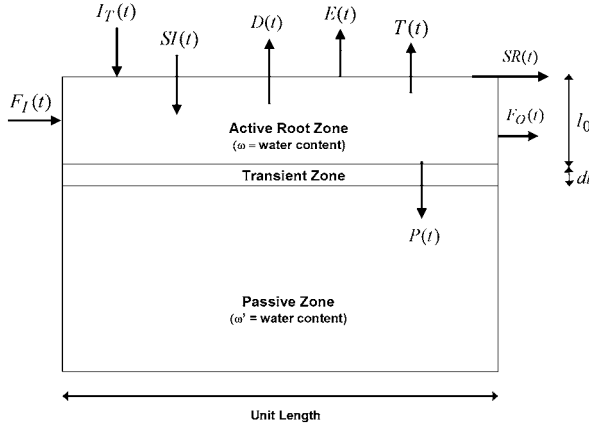 I_T(t)
SI(t)
D(t)
E(t)
T(t)
SR(t)
F_I(t)
F_O(t)
l_0
Active Root Zone
(ω = water content)
Transient Zone
dl
P(t)
Passive Zone
(ω' = water content)
Unit Length